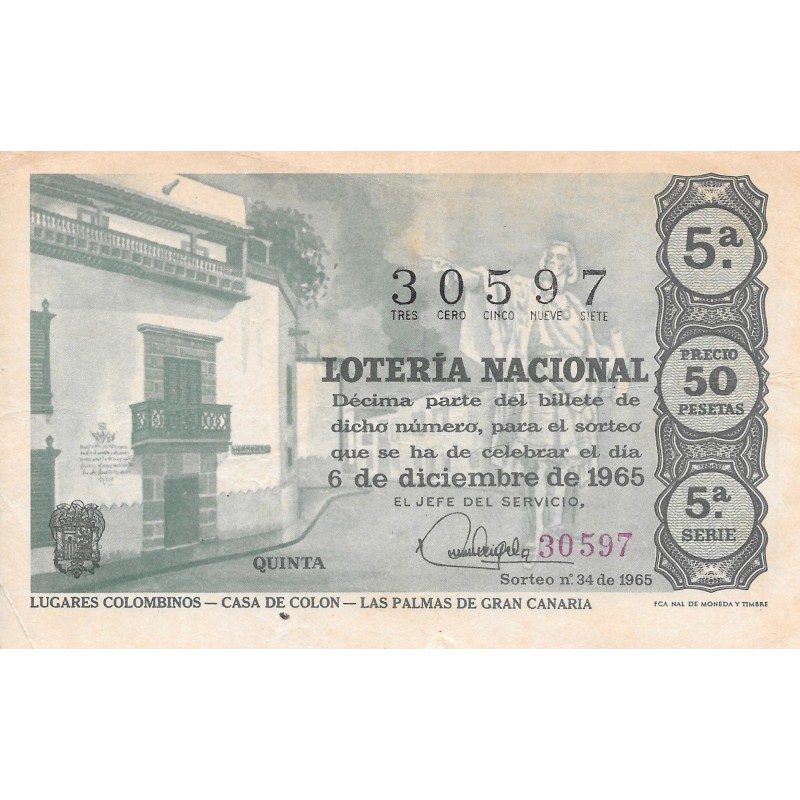 5.ª
30597
TRES CERO CINCO NUEVE SIETE
LOTERÍA NACIONAL
PRECIO
50
PESETAS
Décima parte del billete de
dicho número, para el sorteo
que se ha de celebrar el día
6 de diciembre de 1965
EL JEFE DEL SERVICIO,
5.ª
SERIE
30597
QUINTA
Sorteo n.º 34 de 1965
LUGARES COLOMBINOS — CASA DE COLON — LAS PALMAS DE GRAN CANARIA
FCA NAL DE MONEDA Y TIMBRE